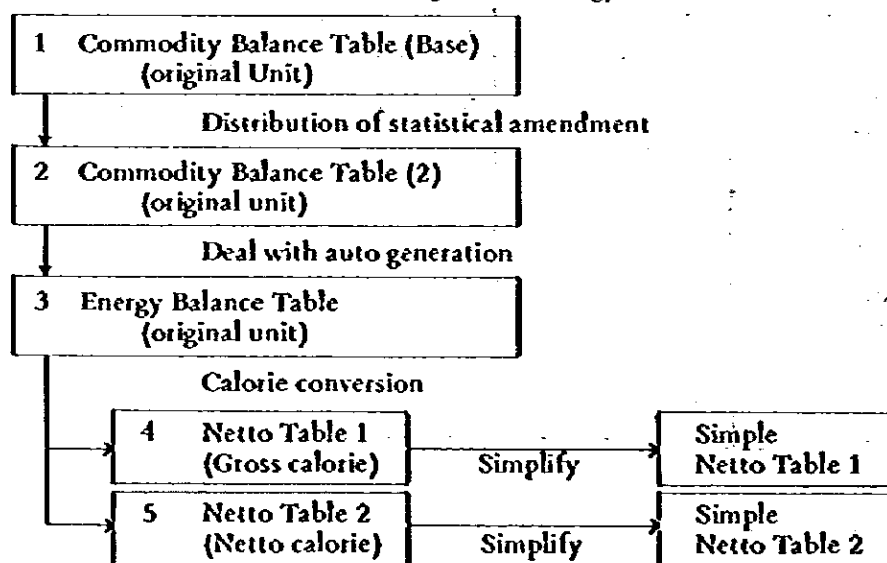 1 Commodity Balance Table (Base)
(original Unit)
Distribution of statistical amendment
2 Commodity Balance Table (2)
(original unit)
Deal with auto generation
3 Energy Balance Table
(original unit)
Calorie conversion
4 Netto Table 1
(Gross calorie)
Simplify
Simple
Netto Table 1
5 Netto Table 2
(Netto calorie)
Simplify
Simple
Netto Table 2